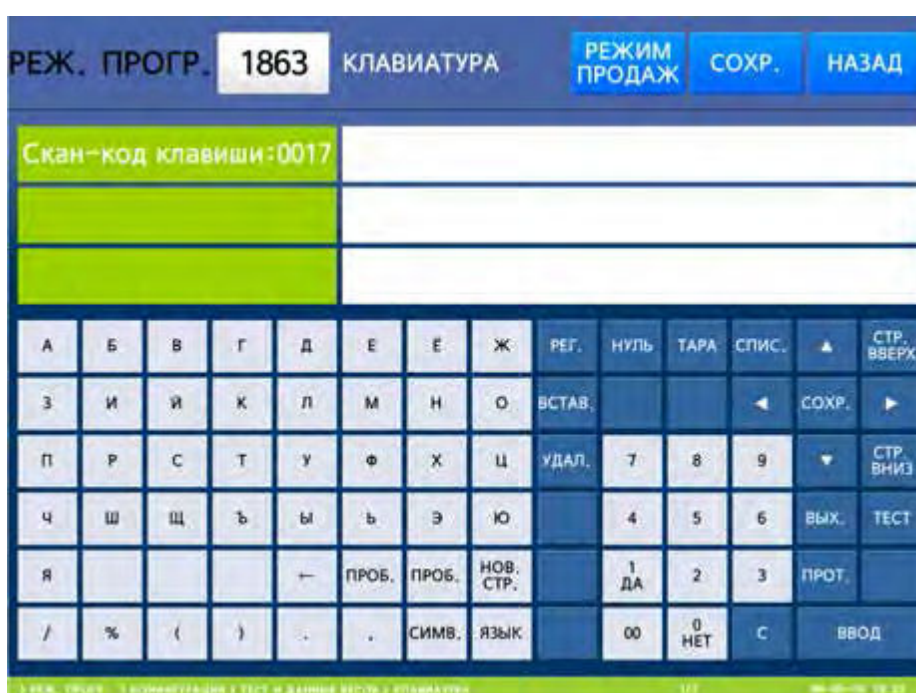 РЕЖ. ПРОГР. 1863 КЛАВИАТУРА РЕЖИМ ПРОДАЖ СОХР. НАЗАД
Скан-код клавиши:0017
А Б В Г Д Е Ё Ж РЕГ. НУЛЬ ТАРА СПИС. ▲ СТР. ВВЕРХ
З И Й К Л М Н О ВСТАВ. ◄ СОХР. ►
П Р С Т У Ф Х Ц УДАЛ. 7 8 9 ▼ СТР. ВНИЗ
Ч Ш Щ Ъ Ы Ь Э Ю 4 5 6 ВЫХ. ТЕСТ
Я ← ПРОБ. ПРОБ. НОВ. СТР. 1 ДА 2 3 ПРОТ.
/ % ( ) . , СИМВ. ЯЗЫК 00 0 НЕТ С ВВОД
1/1